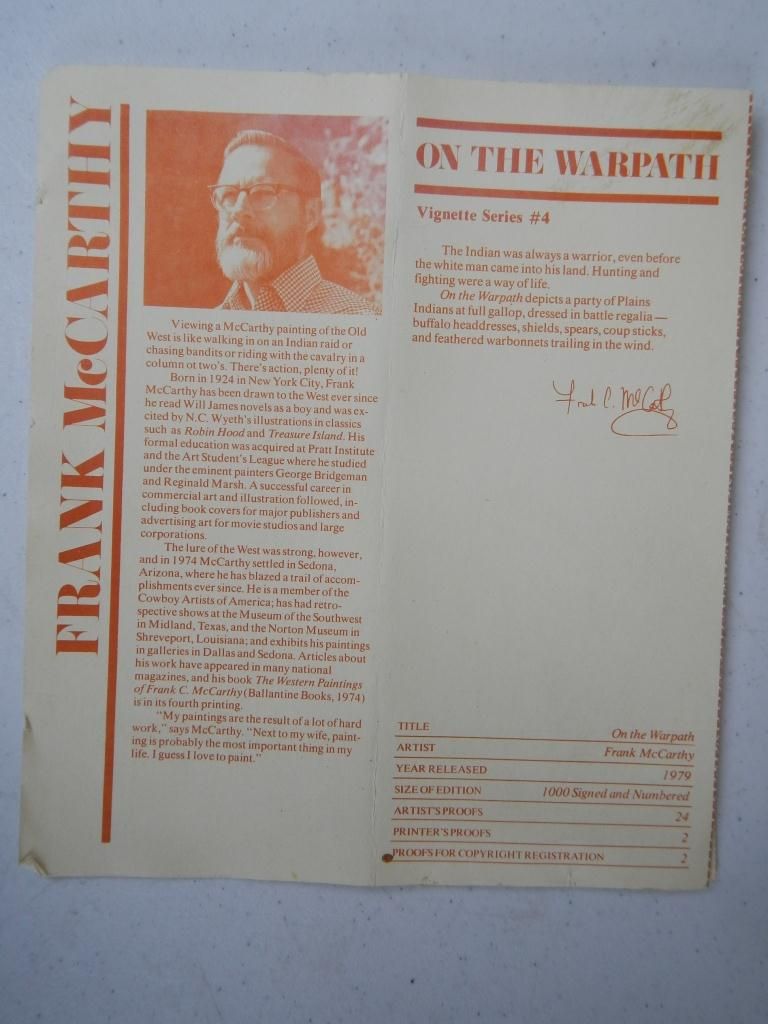 FRANK McCARTHY
Viewing a McCarthy painting of the Old
West is like walking in on an Indian raid or
chasing bandits or riding with the cavalry in a
column ot two's. There's action, plenty of it!
Born in 1924 in New York City, Frank
McCarthy has been drawn to the West ever since
he read Will James novels as a boy and was ex-
cited by N.C. Wyeth's illustrations in classics
such as Robin Hood and Treasure Island. His
formal education was acquired at Pratt Institute
and the Art Student's League where he studied
under the eminent painters George Bridgeman
and Reginald Marsh. A successful career in
commercial art and illustration followed, in-
cluding book covers for major publishers and
advertising art for movie studios and large
corporations.
The lure of the West was strong, however,
and in 1974 McCarthy settled in Sedona,
Arizona, where he has blazed a trail of accom-
plishments ever since. He is a member of the
Cowboy Artists of America; has had retro-
spective shows at the Museum of the Southwest
in Midland, Texas, and the Norton Museum in
Shreveport, Louisiana; and exhibits his paintings
in galleries in Dallas and Sedona. Articles about
his work have appeared in many national
magazines, and his book The Western Paintings
of Frank C. McCarthy (Ballantine Books, 1974)
is in its fourth printing.
"My paintings are the result of a lot of hard
work," says McCarthy. "Next to my wife, paint-
ing is probably the most important thing in my
life. I guess I love to paint."
ON THE WARPATH
Vignette Series #4
The Indian was always a warrior, even before
the white man came into his land. Hunting and
fighting were a way of life.
On the Warpath depicts a party of Plains
Indians at full gallop, dressed in battle regalia —
buffalo headdresses, shields, spears, coup sticks,
and feathered warbonnets trailing in the wind.
Frank C. McCarthy
TITLE On the Warpath
ARTIST Frank McCarthy
YEAR RELEASED 1979
SIZE OF EDITION 1000 Signed and Numbered
ARTIST'S PROOFS 24
PRINTER'S PROOFS 2
PROOFS FOR COPYRIGHT REGISTRATION 2